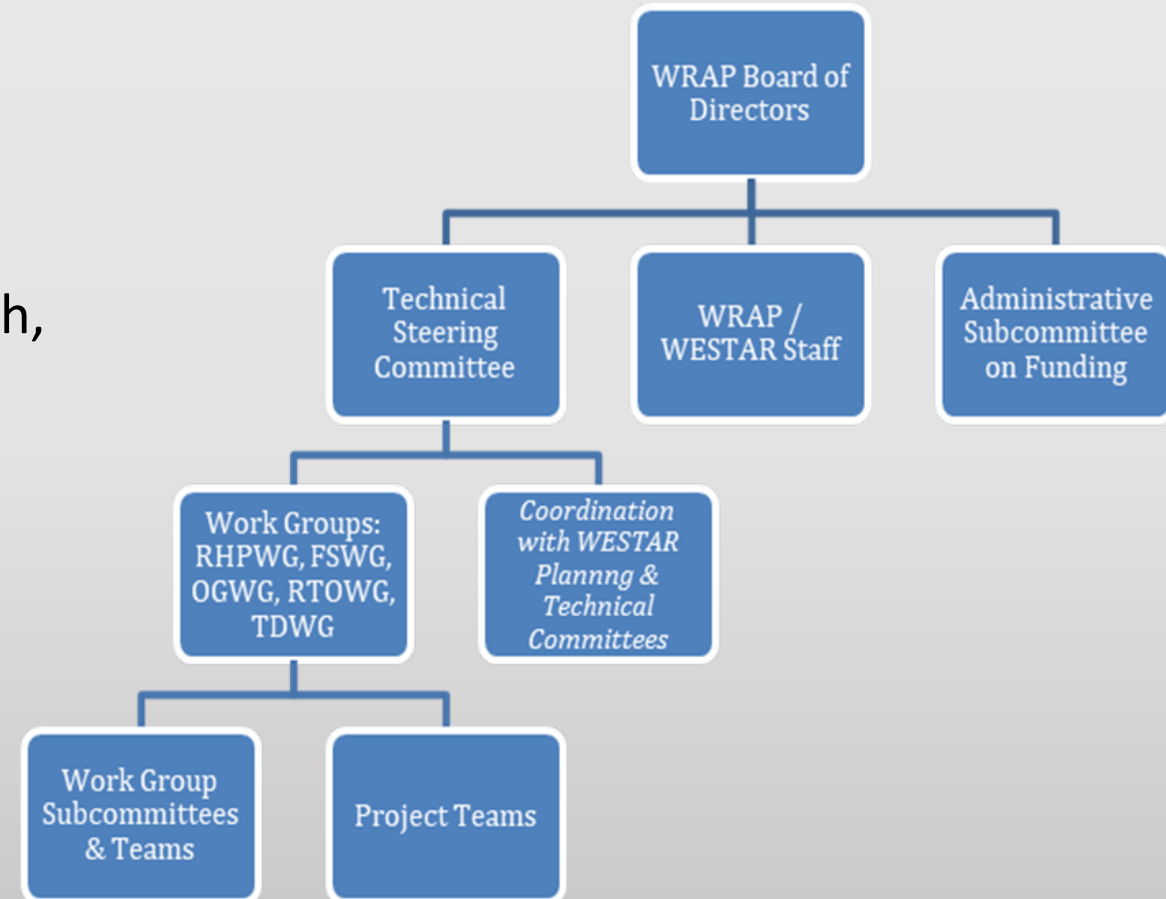 WRAP Board of
Directors
h,
Technical
Steering
Committee
WRAP /
WESTAR Staff
Administrative
Subcommittee
on Funding
Work Groups:
RHPWG, FSWG,
OGWG, RTOWG,
TDWG
Coordination
with WESTAR
Plannng &
Technical
Committees
Work Group
Subcommittees
& Teams
Project Teams